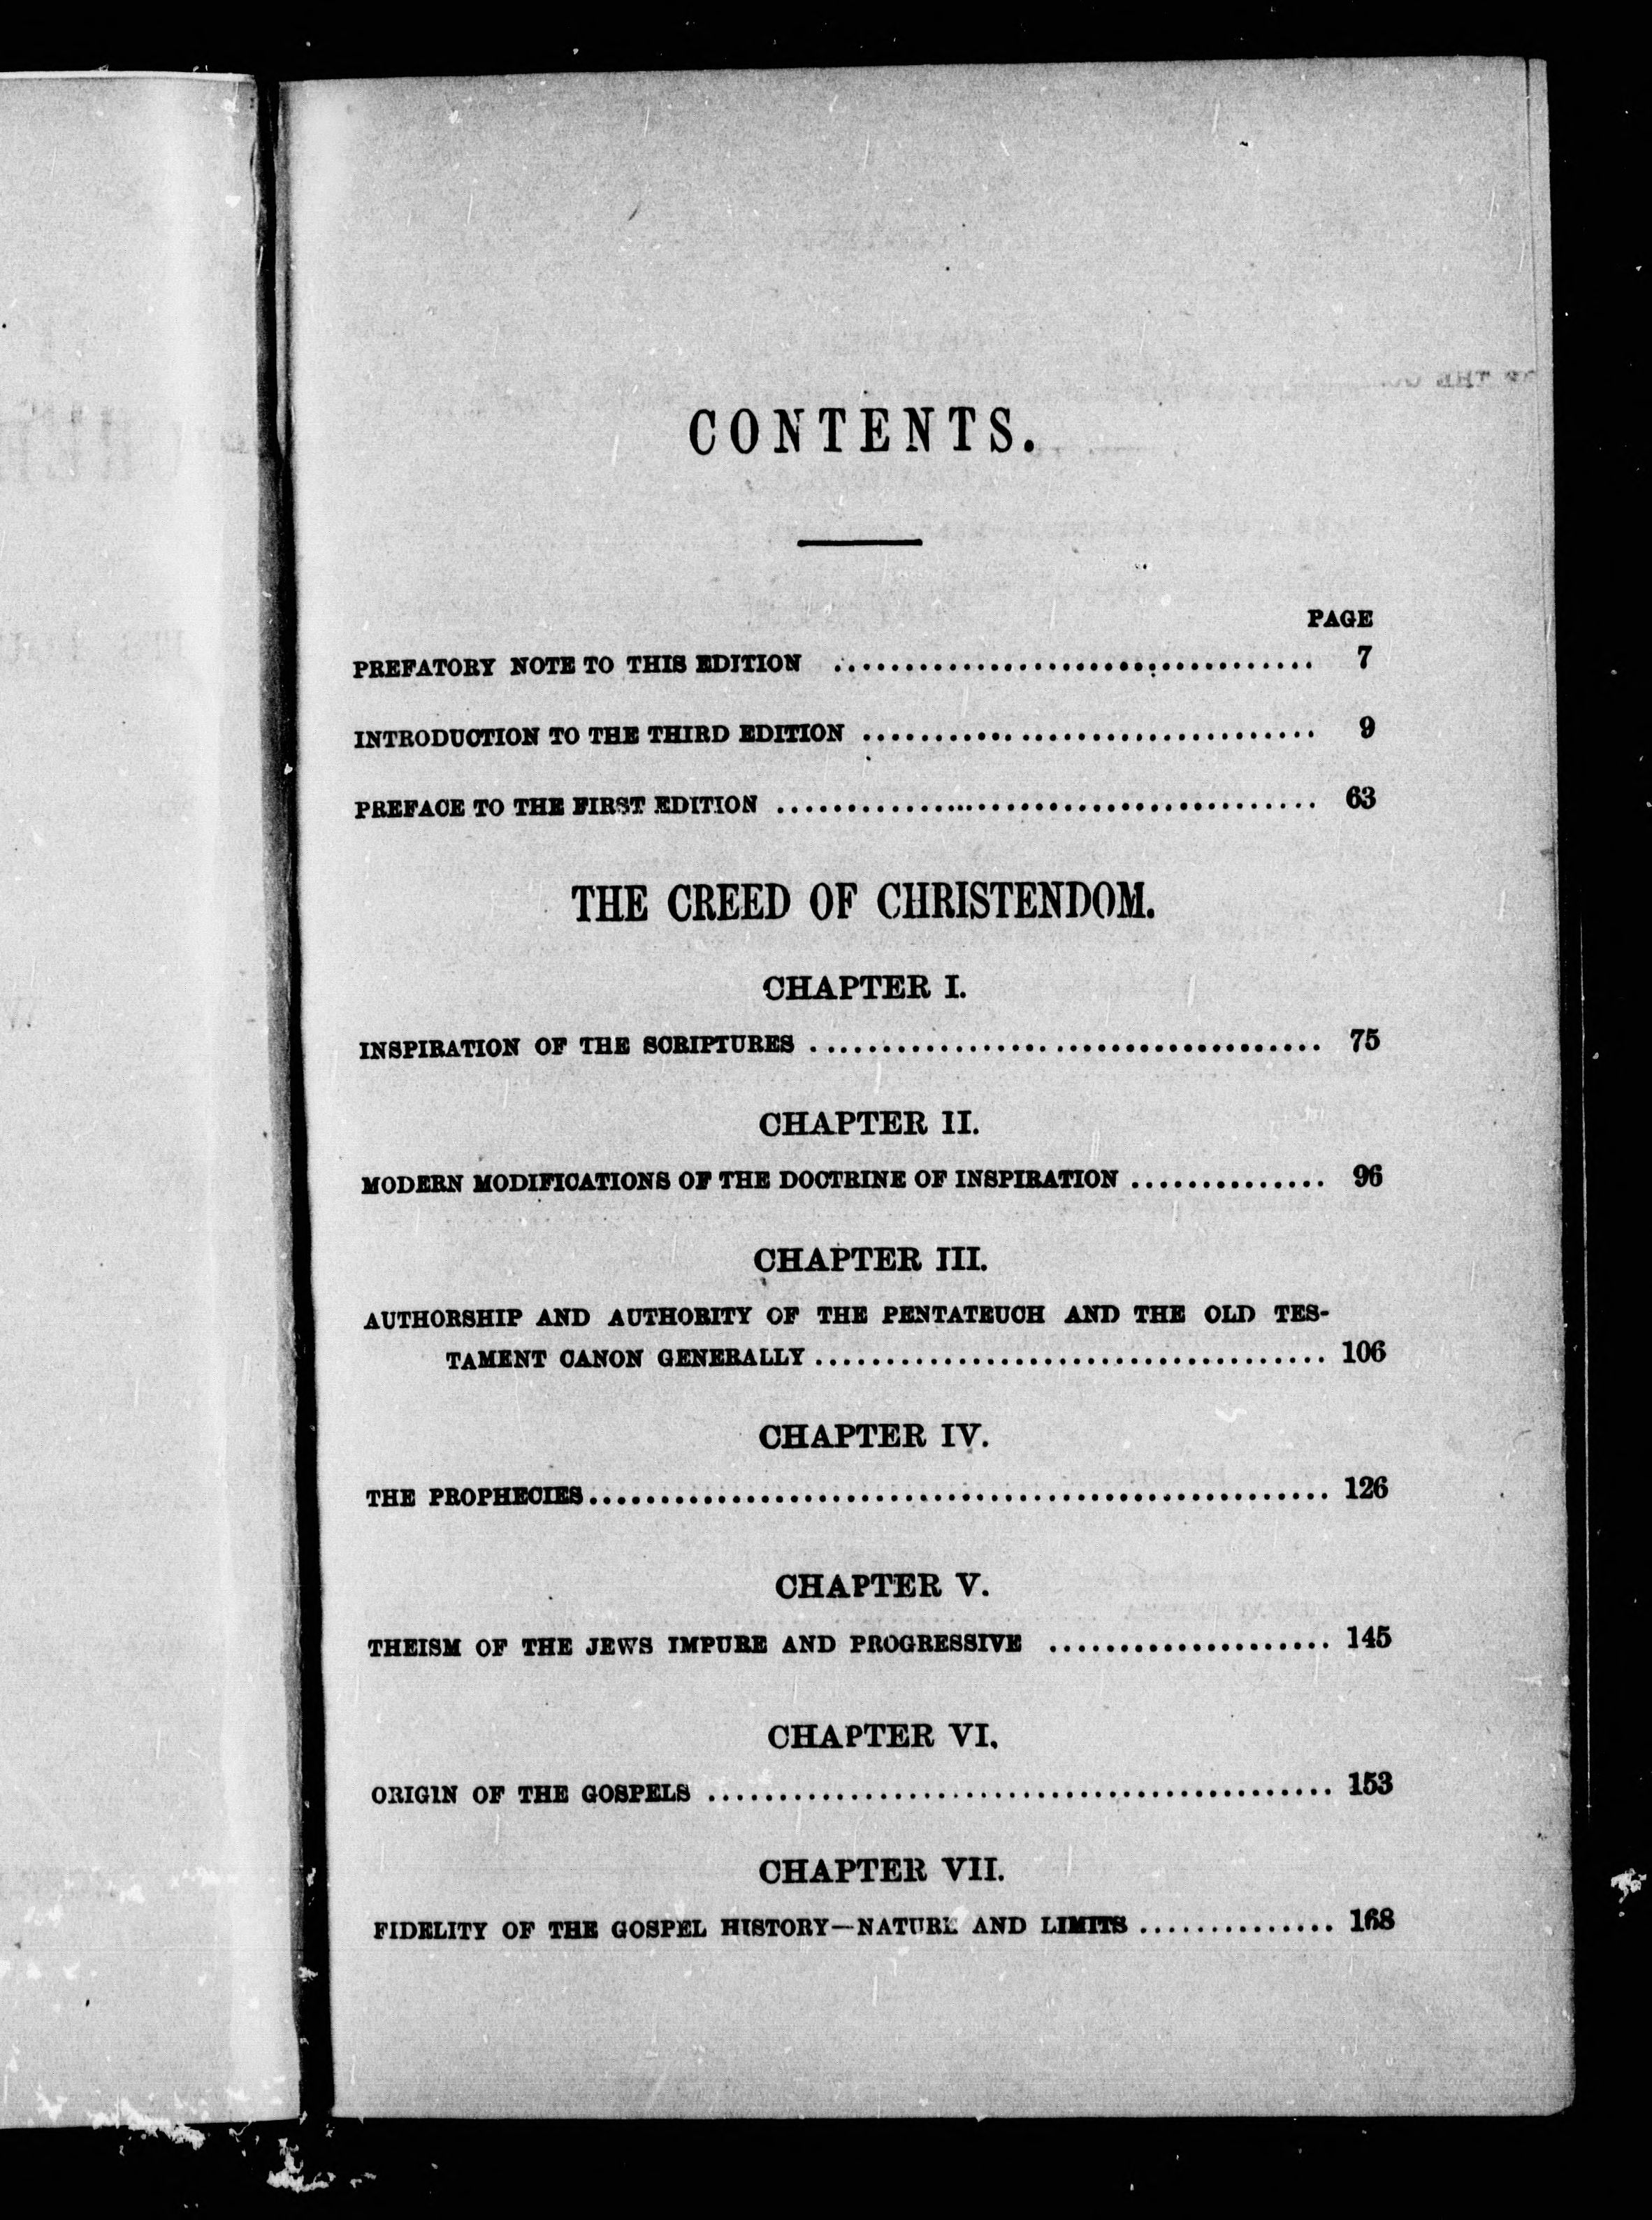 CONTENTS.
PAGE
PREFATORY NOTE TO THIS EDITION .................................. 7
INTRODUCTION TO THE THIRD EDITION ................................ 9
PREFACE TO THE FIRST EDITION ...................................... 63
THE CREED OF CHRISTENDOM.
CHAPTER I.
INSPIRATION OF THE SCRIPTURES .................................... 75
CHAPTER II.
MODERN MODIFICATIONS OF THE DOCTRINE OF INSPIRATION .............. 96
CHAPTER III.
AUTHORSHIP AND AUTHORITY OF THE PENTATEUCH AND THE OLD TES-
TAMENT CANON GENERALLY .................................... 106
CHAPTER IV.
THE PROPHECIES .................................................... 126
CHAPTER V.
THEISM OF THE JEWS IMPURE AND PROGRESSIVE .................... 145
CHAPTER VI.
ORIGIN OF THE GOSPELS ............................................ 153
CHAPTER VII.
FIDELITY OF THE GOSPEL HISTORY—NATURE AND LIMITS .............. 168